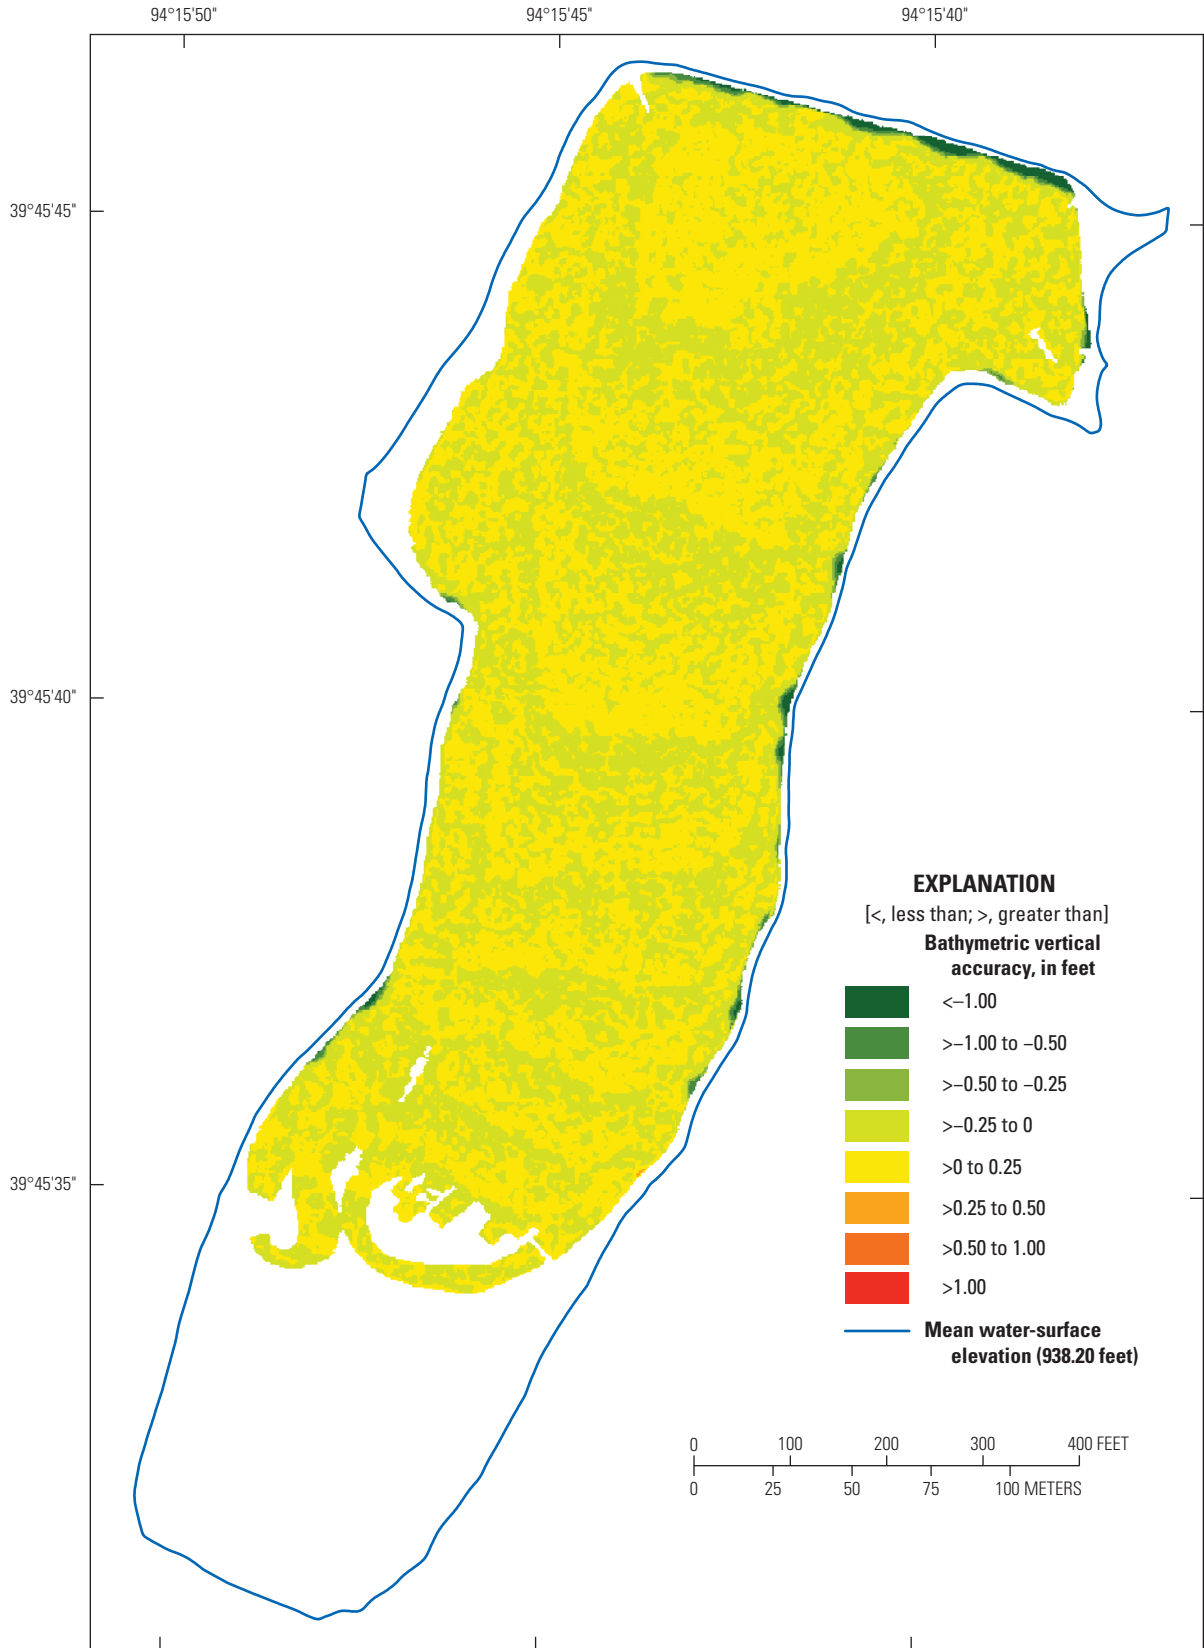 94°15'50" 94°15'45" 94°15'40"
39°45'45"
39°45'40"
39°45'35"
EXPLANATION
[<, less than; >, greater than]
Bathymetric vertical
accuracy, in feet
<–1.00
>–1.00 to –0.50
>–0.50 to –0.25
>–0.25 to 0
>0 to 0.25
>0.25 to 0.50
>0.50 to 1.00
>1.00
Mean water-surface
elevation (938.20 feet)
0 100 200 300 400 FEET
0 25 50 75 100 METERS